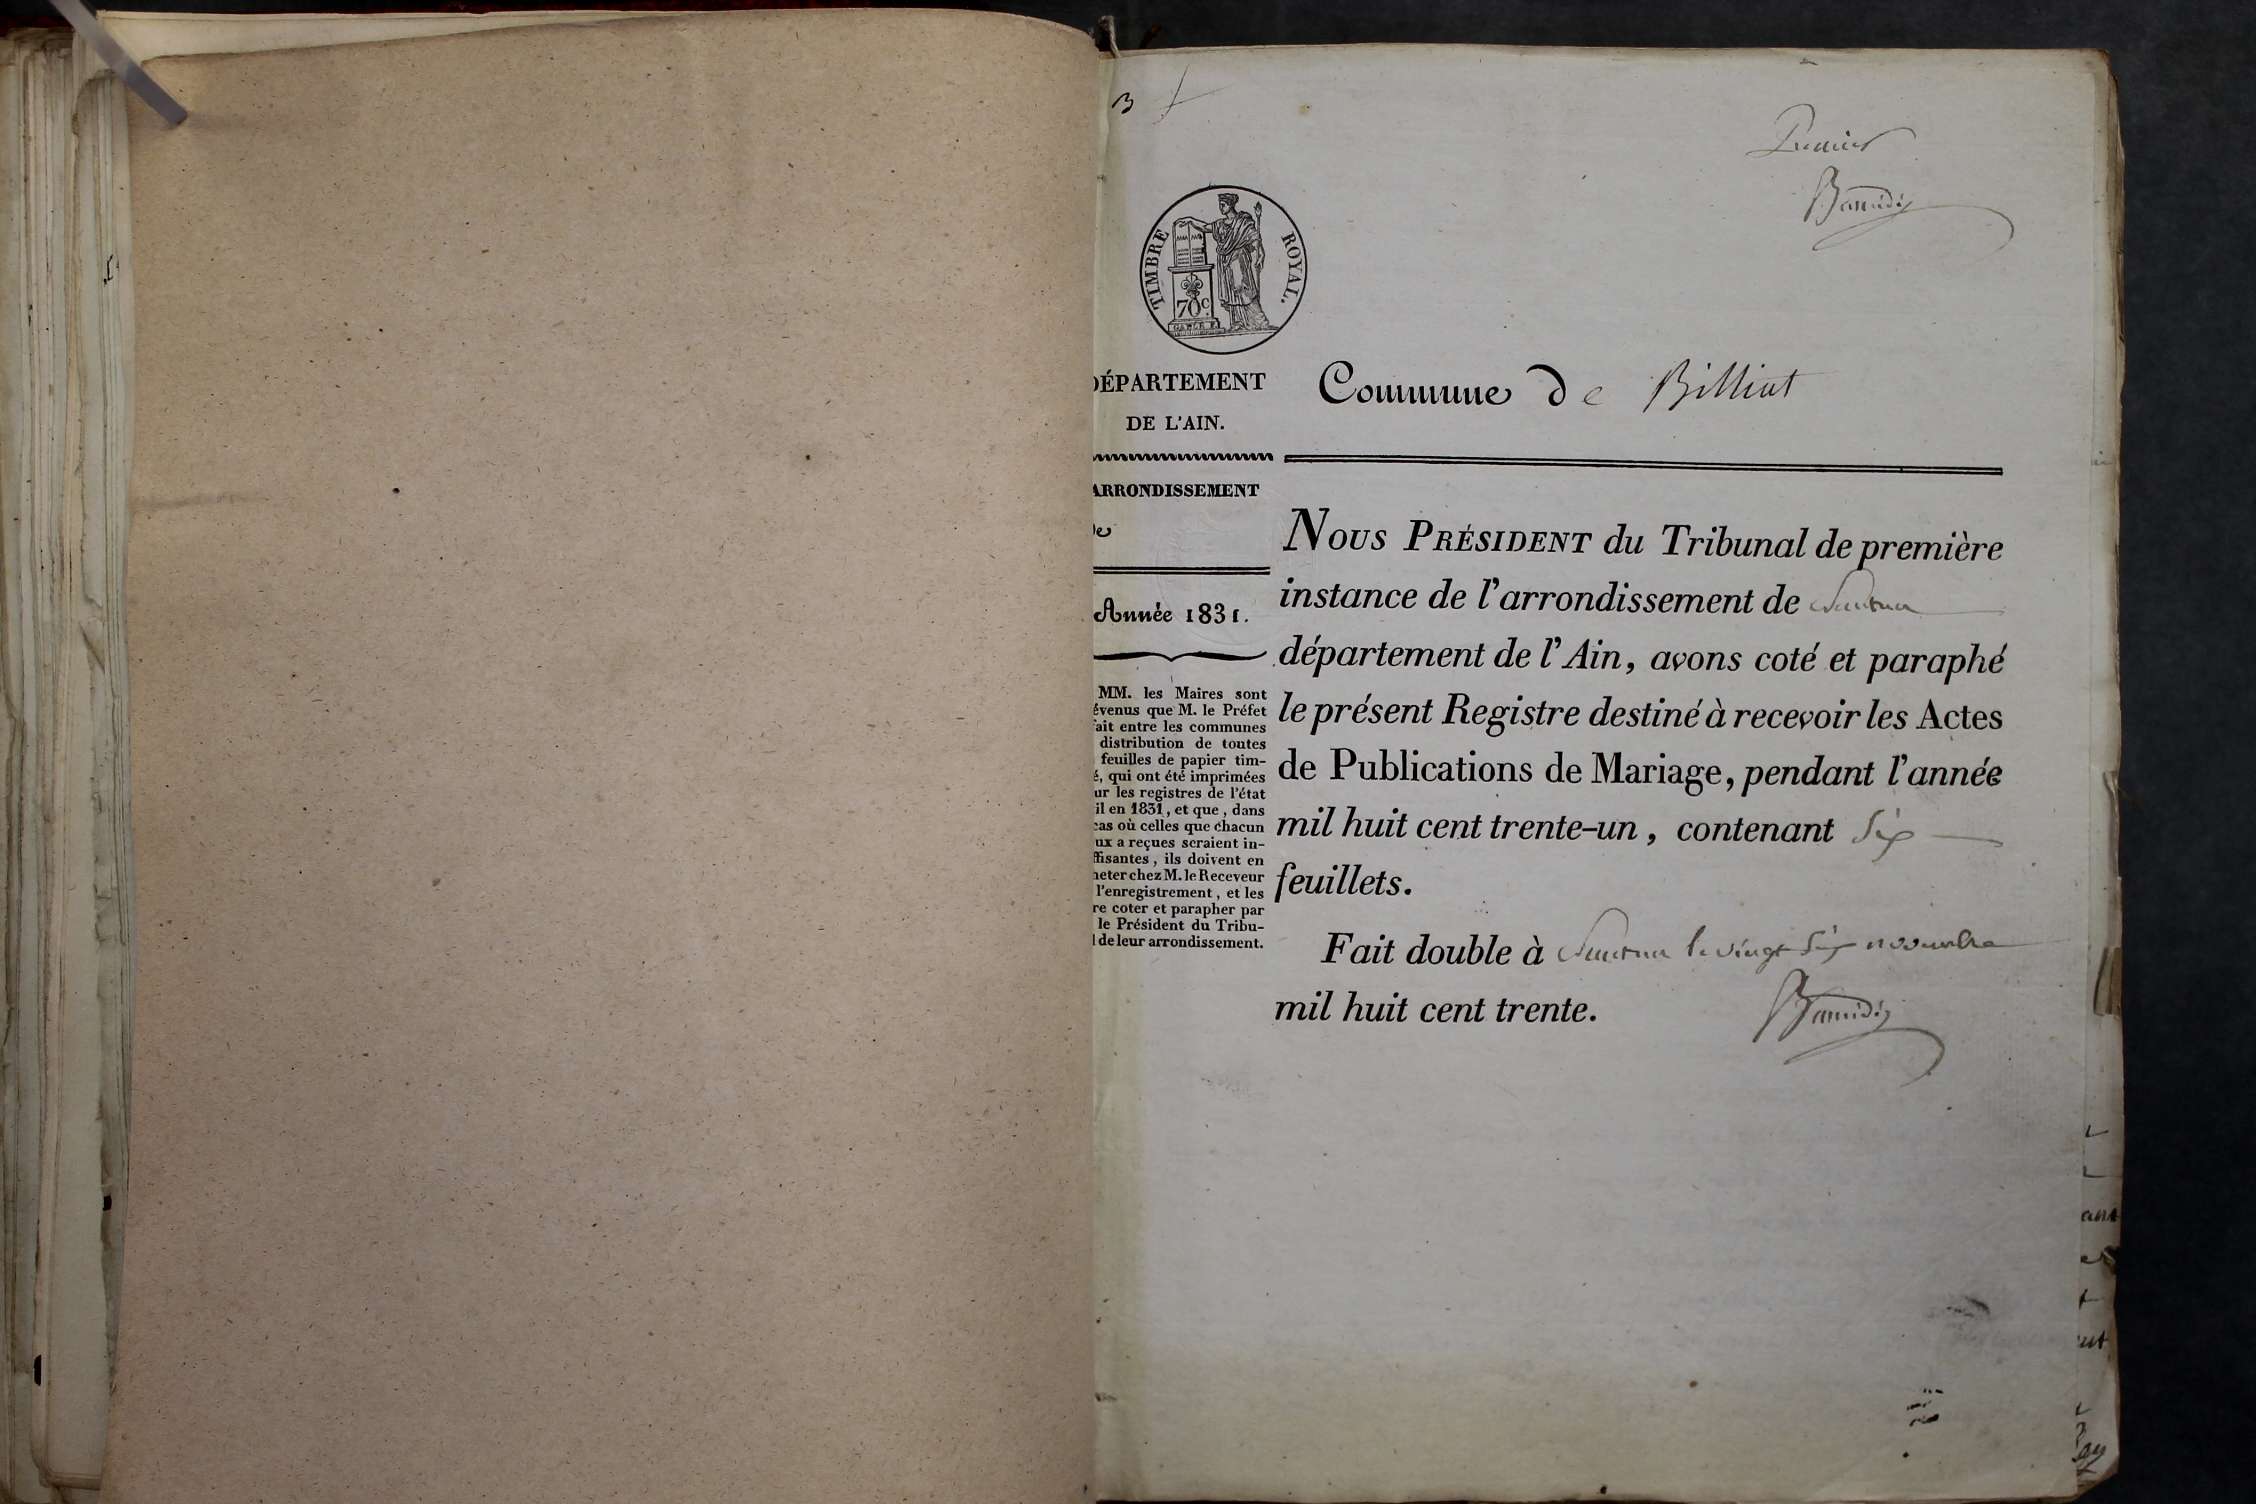 3
Premier
TIMBRE ROYAL.
70c.
DÉPARTEMENT
DE L'AIN.
Commune de Billiat
ARRONDISSEMENT
de
Année 1831.
MM. les Maires sont
évenus que M. le Préfet
fait entre les communes
distribution de toutes
feuilles de papier tim-
é, qui ont été imprimées
ur les registres de l'état
il en 1831, et que, dans
cas où celles que chacun
ux a reçues seraient in-
ffisantes, ils doivent en
heter chez M. le Receveur
l'enregistrement, et les
re coter et parapher par
le Président du Tribu-
l de leur arrondissement.
NOUS PRÉSIDENT du Tribunal de première
instance de l'arrondissement de Nantua
département de l'Ain, avons coté et paraphé
le présent Registre destiné à recevoir les Actes
de Publications de Mariage, pendant l'année
mil huit cent trente-un, contenant Six
feuillets.
Fait double à Nantua le vingt Six novembre
mil huit cent trente.